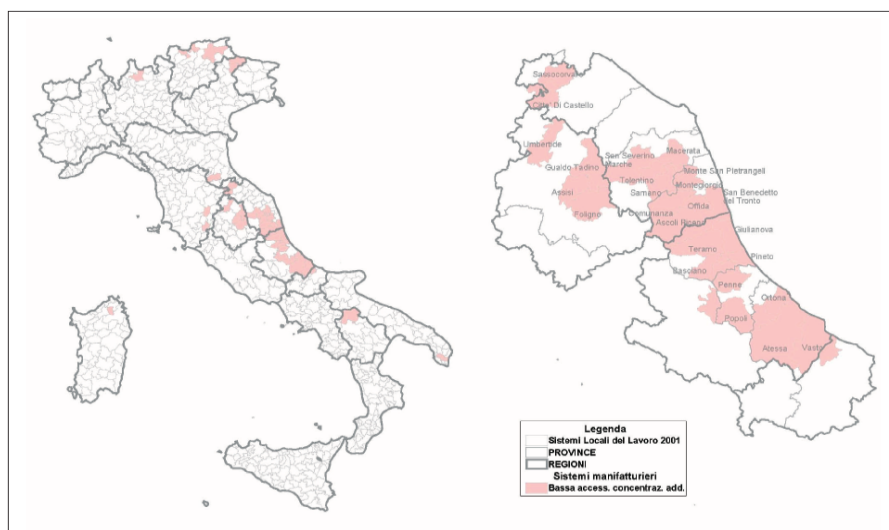 Sassocorvaro
Citta' Di Castello
Umbertide
Gualdo Tadino
San Severino
Marche
Macerata
Monte San Pietrangeli
Tolentino
Montegiorgio
Assisi
Sarnano
San Benedetto
del Tronto
Offida
Foligno
Comunanza
Ascoli Piceno
Giulianova
Teramo
Pineto
Basciano
Penne
Ortona
Popoli
Atessa
Vasto
Legenda
Sistemi Locali del Lavoro 2001
PROVINCE
REGIONI
Sistemi manifatturieri
Bassa access. concentraz. add.